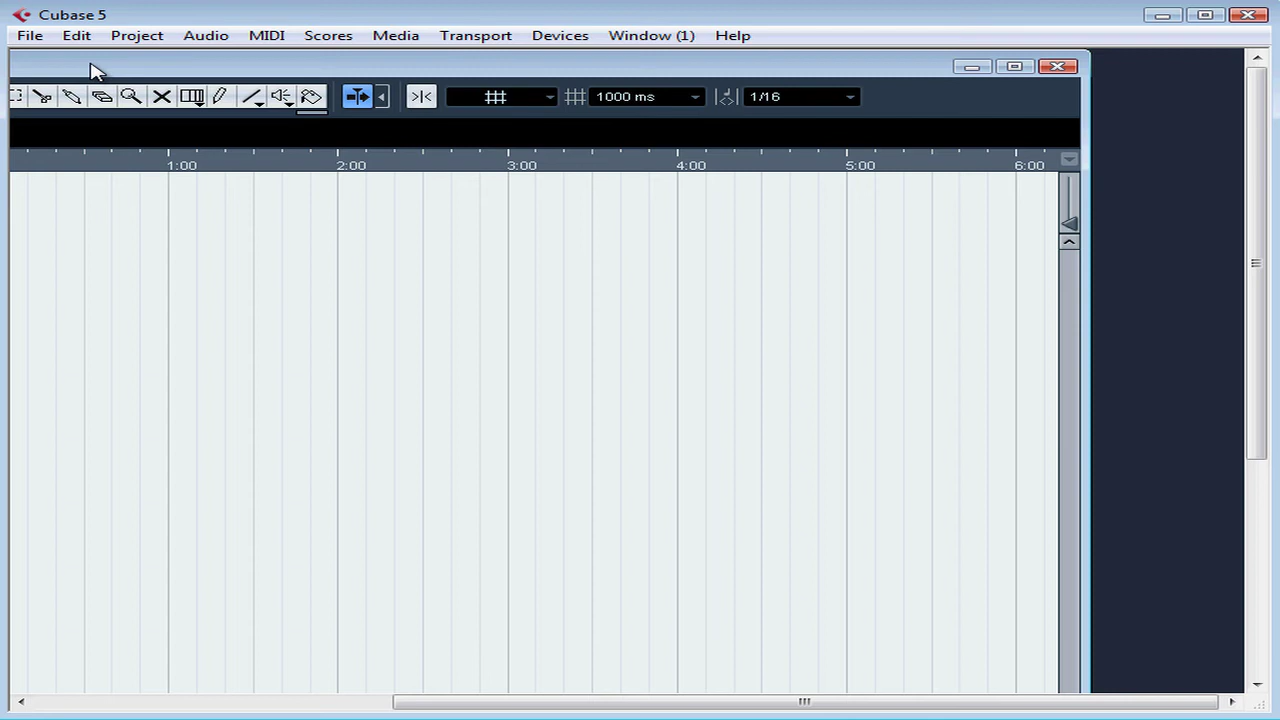 Cubase 5
File Edit Project Audio MIDI Scores Media Transport Devices Window (1) Help
1000 ms 1/16
1:00 2:00 3:00 4:00 5:00 6:00